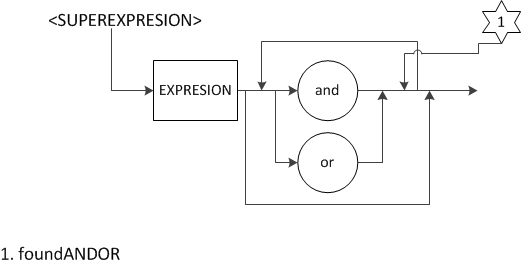 <SUPEREXPRESION>
1
EXPRESION
and
or
1. foundANDOR